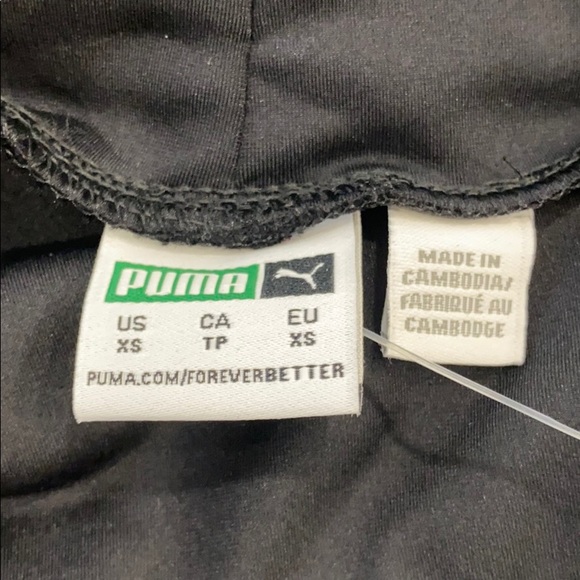 PUMA
US CA EU
XS TP XS
PUMA.COM/FOREVERBETTER
MADE IN
CAMBODIA/
FABRIQUÉ AU
CAMBODGE